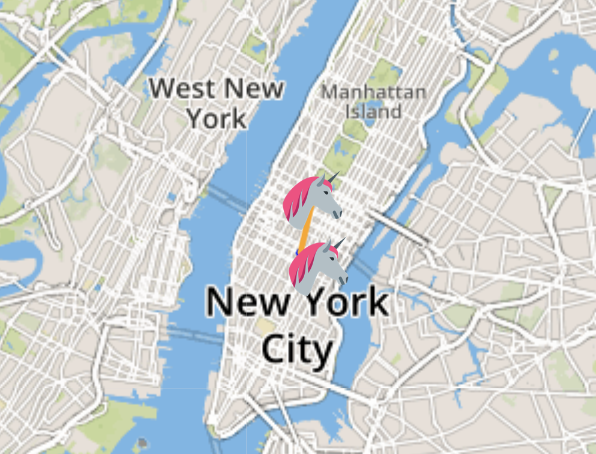 West New
York
Manhattan
Island
New York
City